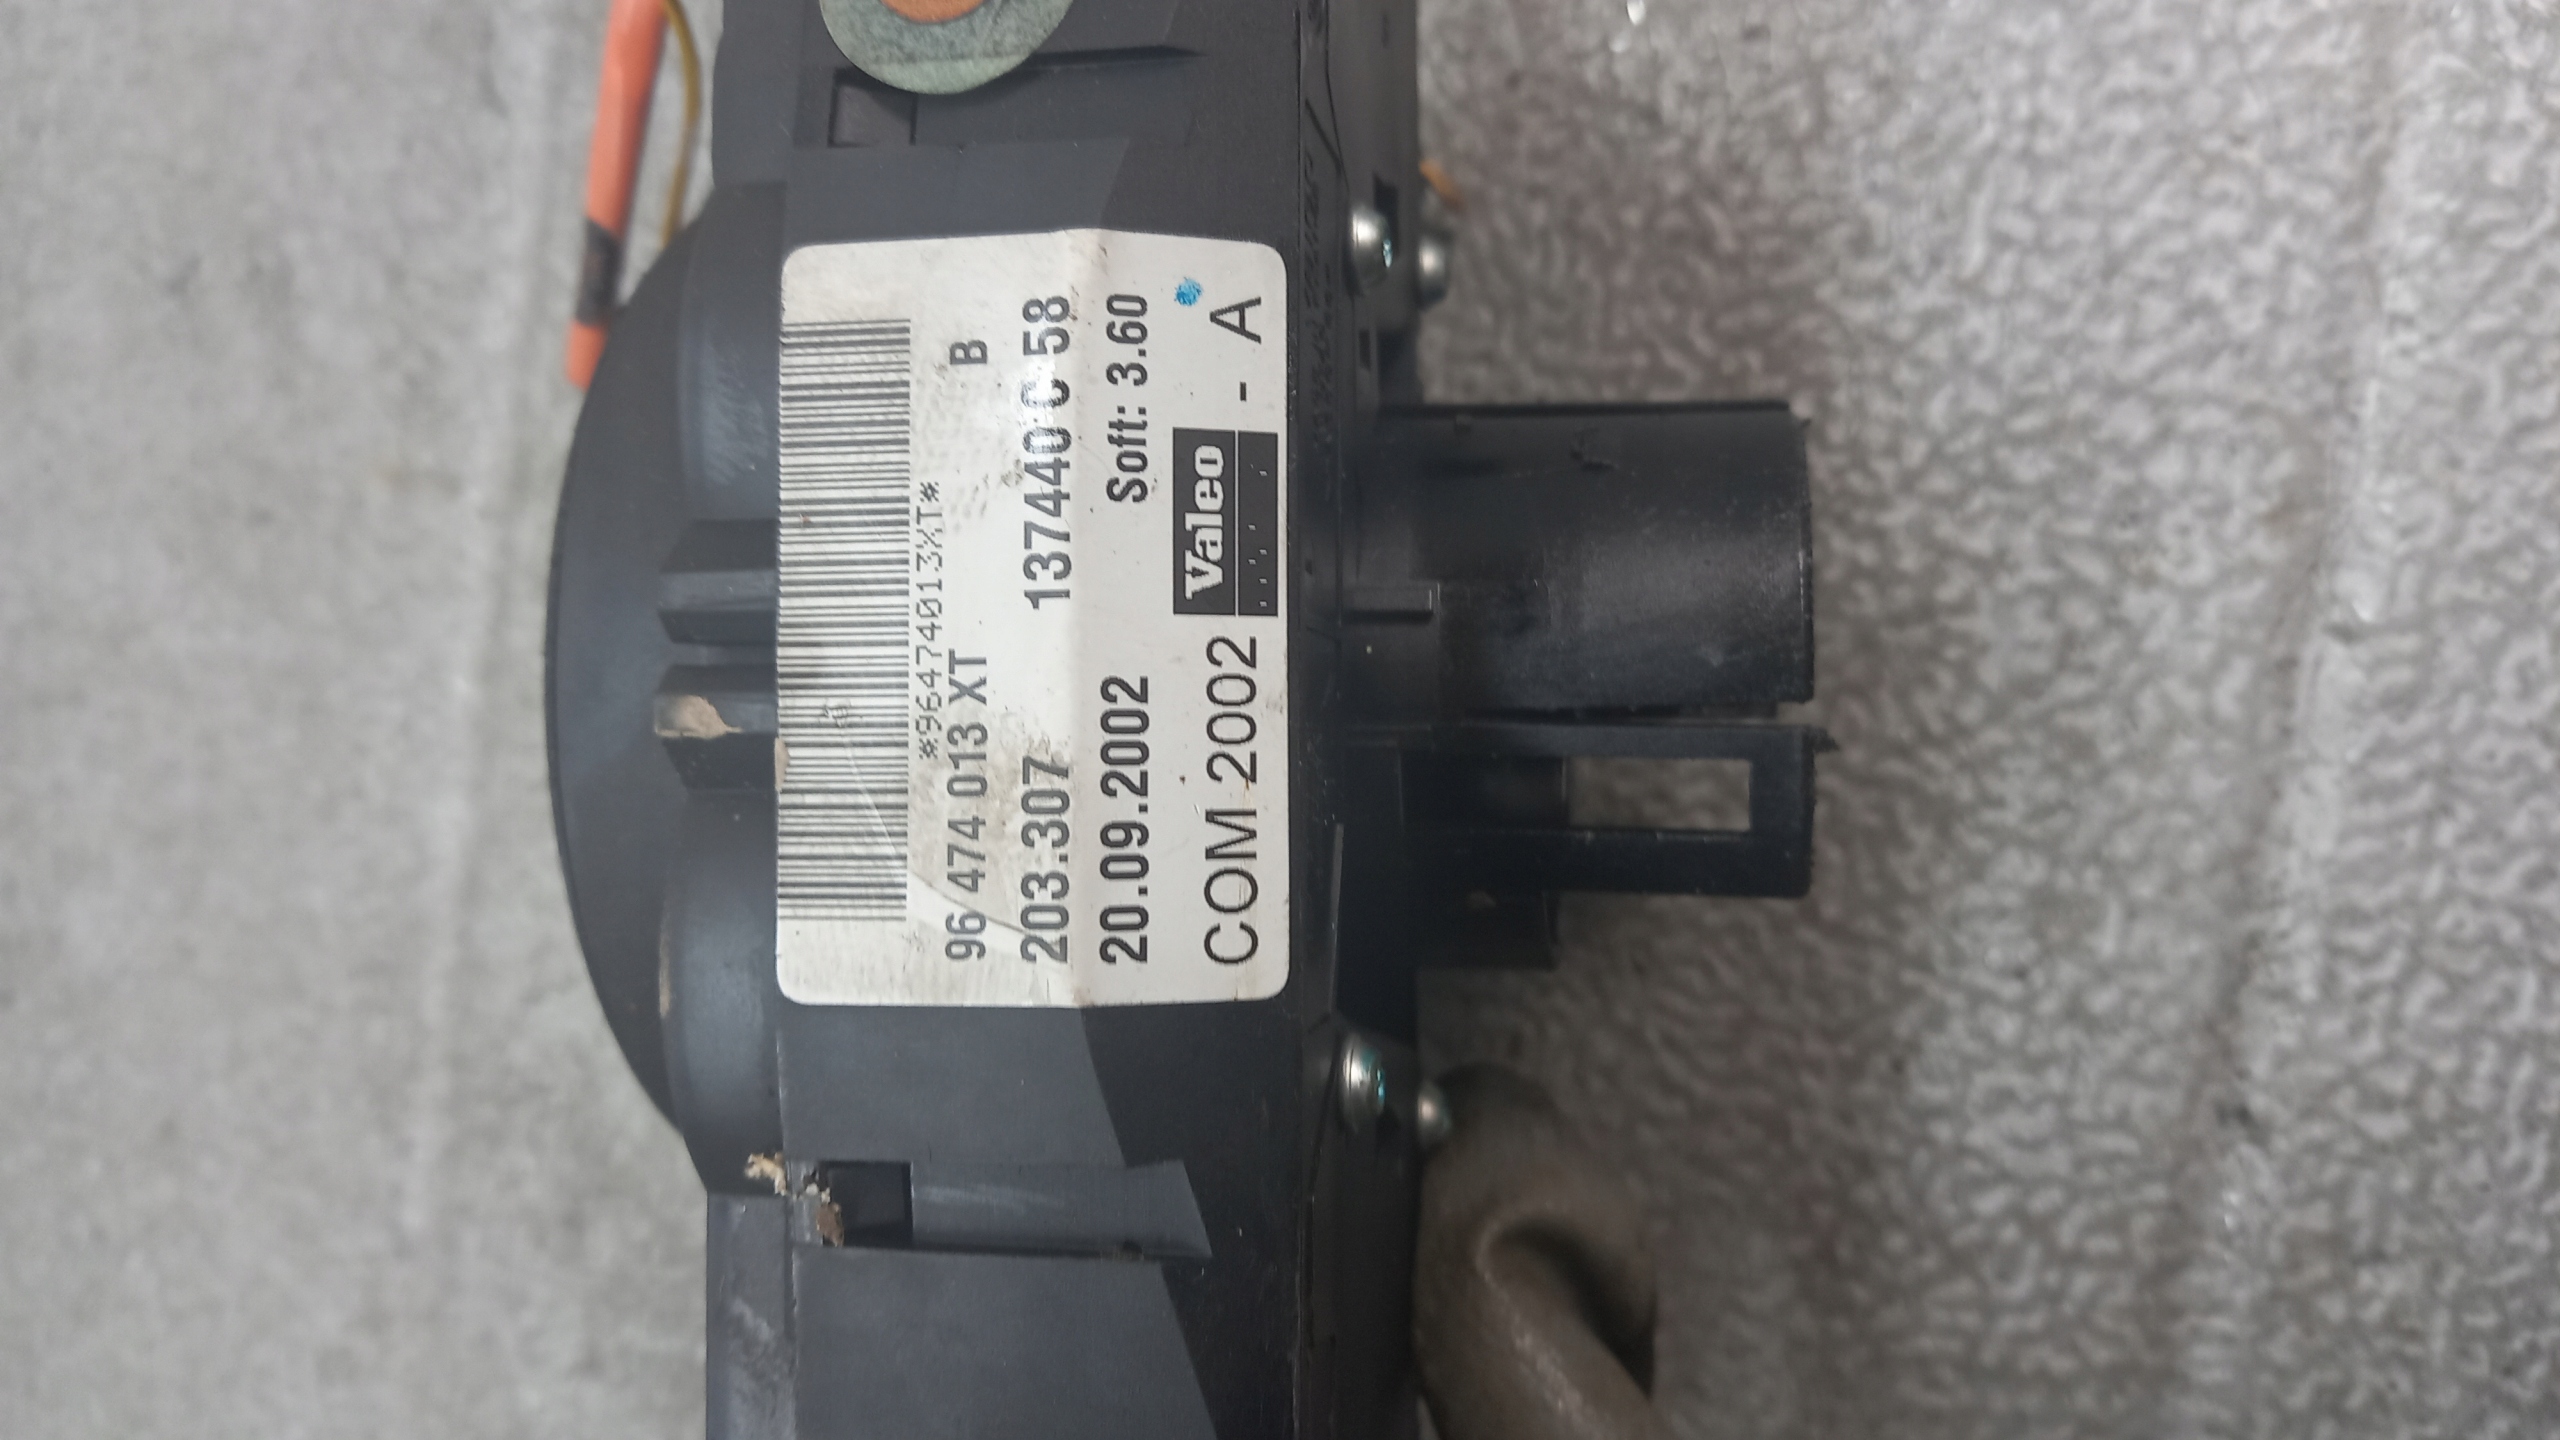 *96474013XT*
96 474 013 XT B
203.307 137440 C 58
20.09.2002 Soft: 3.60
COM 2002 Valeo - A